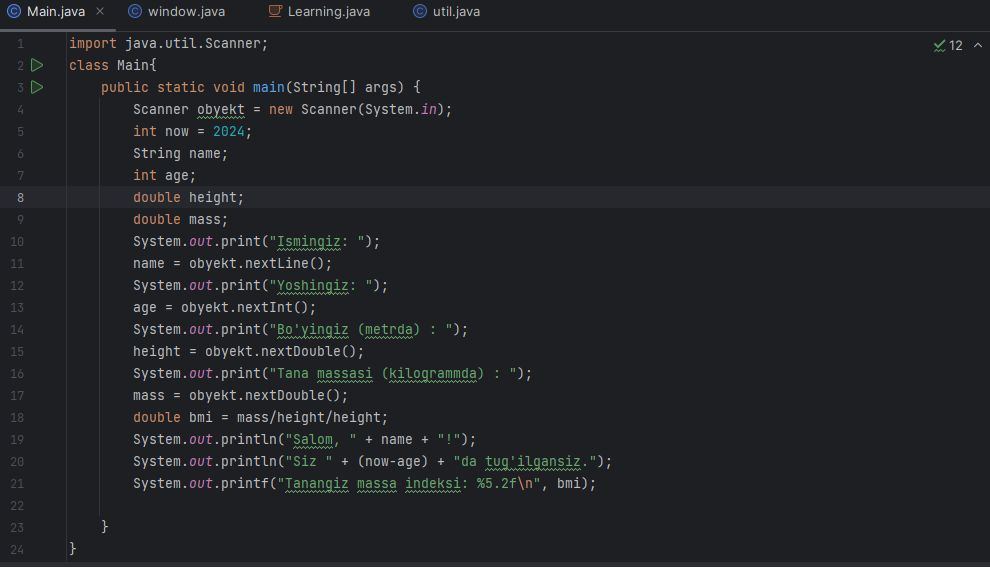 Main.java × window.java Learning.java util.java
12
1 import java.util.Scanner;
2 class Main{
3 public static void main(String[] args) {
4 Scanner obyekt = new Scanner(System.in);
5 int now = 2024;
6 String name;
7 int age;
8 double height;
9 double mass;
10 System.out.print("Ismingiz: ");
11 name = obyekt.nextLine();
12 System.out.print("Yoshingiz: ");
13 age = obyekt.nextInt();
14 System.out.print("Bo'yingiz (metrda) : ");
15 height = obyekt.nextDouble();
16 System.out.print("Tana massasi (kilogrammda) : ");
17 mass = obyekt.nextDouble();
18 double bmi = mass/height/height;
19 System.out.println("Salom, " + name + "!");
20 System.out.println("Siz " + (now-age) + "da tug'ilgansiz.");
21 System.out.printf("Tanangiz massa indeksi: %5.2f\n", bmi);
22
23 }
24 }